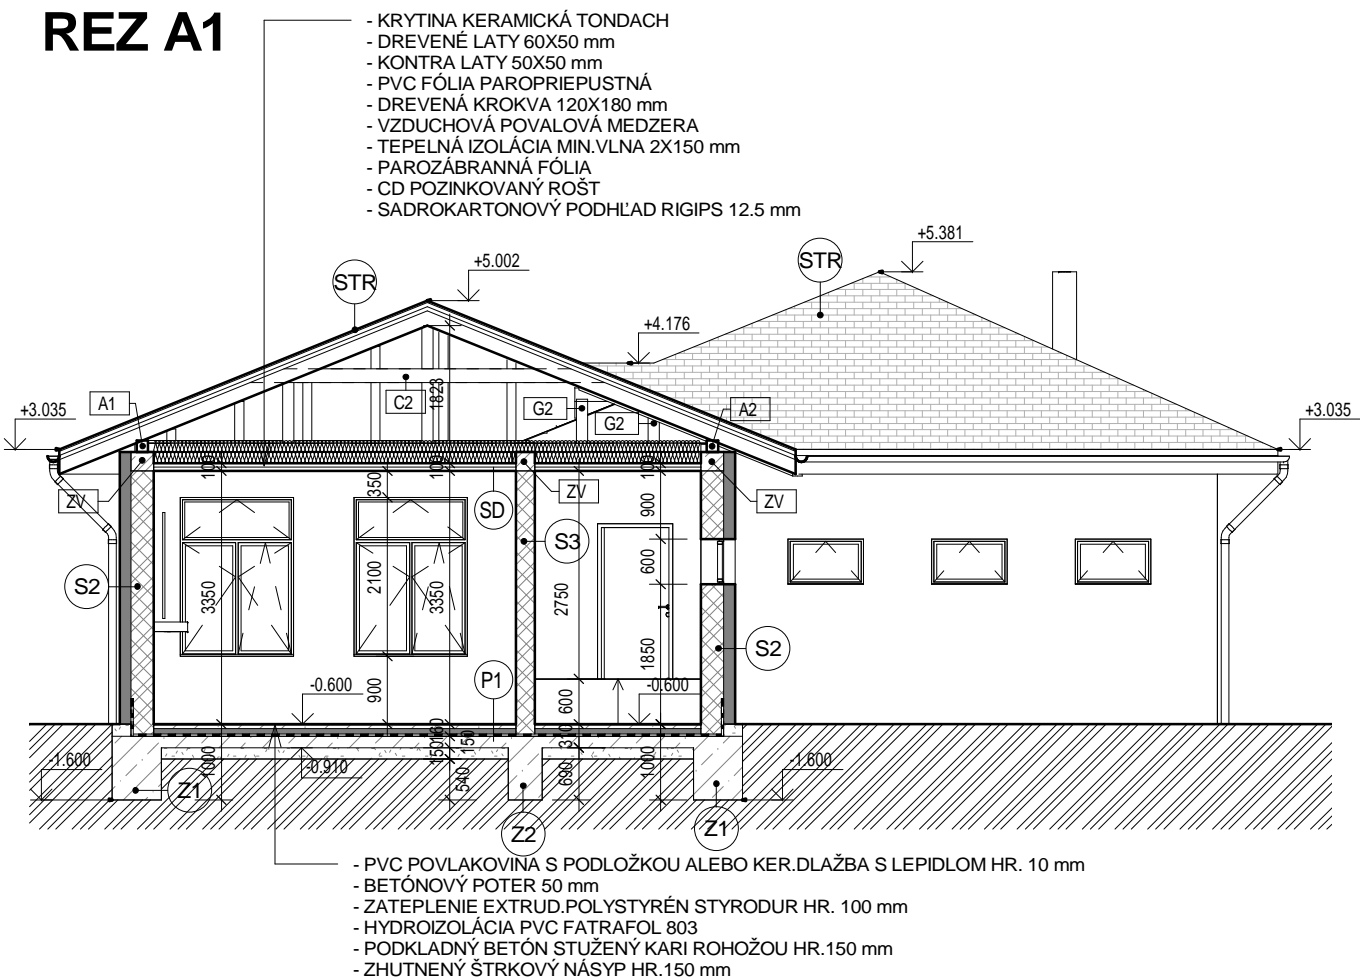 REZ A1
- KRYTINA KERAMICKÁ TONDACH
- DREVENÉ LATY 60X50 mm
- KONTRA LATY 50X50 mm
- PVC FÓLIA PAROPRIEPUSTNÁ
- DREVENÁ KROKVA 120X180 mm
- VZDUCHOVÁ POVALOVÁ MEDZERA
- TEPELNÁ IZOLÁCIA MIN.VLNA 2X150 mm
- PAROZÁBRANNÁ FÓLIA
- CD POZINKOVANÝ ROŠT
- SADROKARTONOVÝ PODHĽAD RIGIPS 12.5 mm
+5.381
STR
STR
+5.002
+4.176
1823
A1
C2
G2
G2
A2
+3.035
+3.035
100
100
100
350
ZV
SD
ZV
ZV
900
S3
600
S2
3350
2100
3350
2750
1850
S2
P1
-0.600
-0.600
900
600
160
150
150
310
-1.600
1000
-0.910
540
690
1000
-1.600
Z1
Z2
Z1
- PVC POVLAKOVINA S PODLOŽKOU ALEBO KER.DLAŽBA S LEPIDLOM HR. 10 mm
- BETÓNOVÝ POTER 50 mm
- ZATEPLENIE EXTRUD.POLYSTYRÉN STYRODUR HR. 100 mm
- HYDROIZOLÁCIA PVC FATRAFOL 803
- PODKLADNÝ BETÓN STUŽENÝ KARI ROHOŽOU HR.150 mm
- ZHUTNENÝ ŠTRKOVÝ NÁSYP HR.150 mm